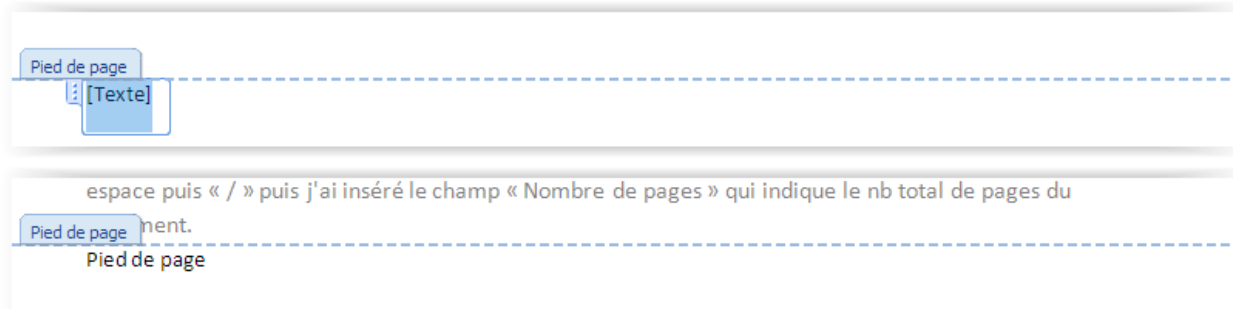 Pied de page
[Texte]
espace puis « / » puis j'ai inséré le champ « Nombre de pages » qui indique le nb total de pages du
ment.
Pied de page
Pied de page